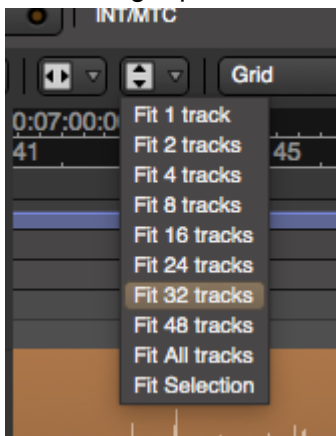 INT/MTC
Grid
0:07:00:0
41
45
Fit 1 track
Fit 2 tracks
Fit 4 tracks
Fit 8 tracks
Fit 16 tracks
Fit 24 tracks
Fit 32 tracks
Fit 48 tracks
Fit All tracks
Fit Selection